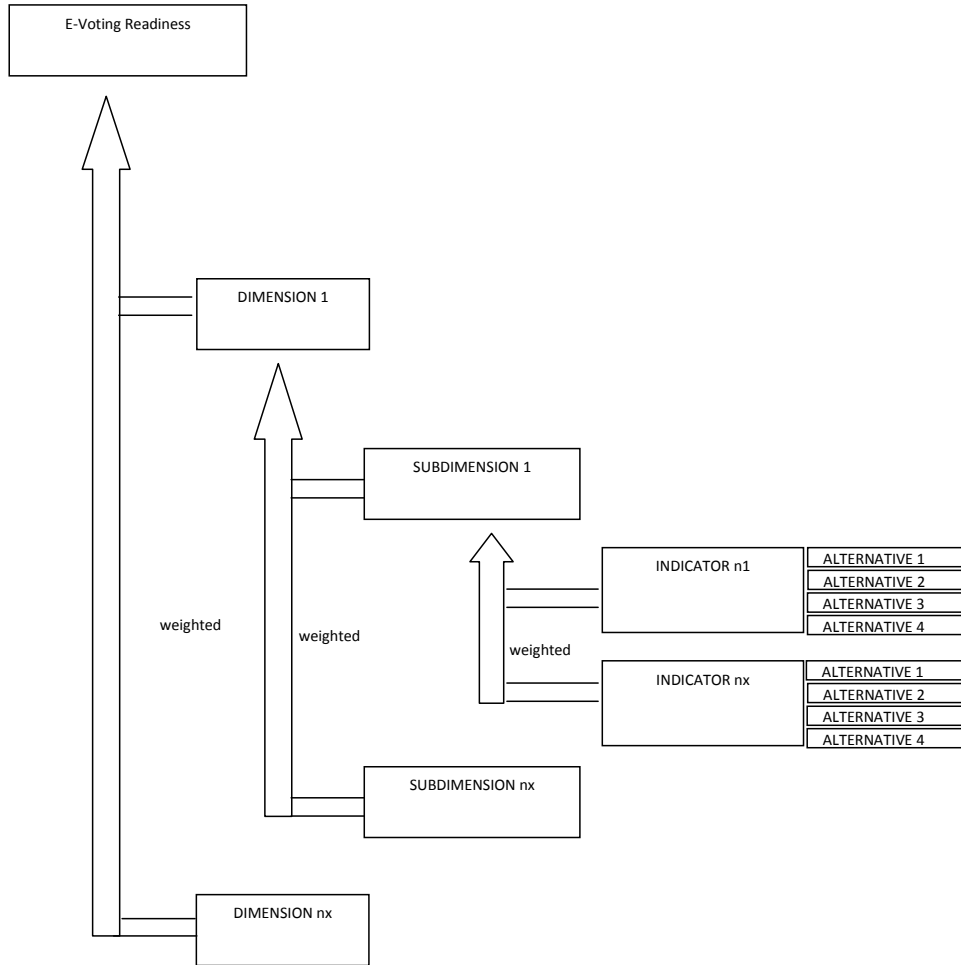 E-Voting Readiness
DIMENSION 1
SUBDIMENSION 1
INDICATOR n1
ALTERNATIVE 1
ALTERNATIVE 2
ALTERNATIVE 3
ALTERNATIVE 4
weighted
weighted
weighted
INDICATOR nx
ALTERNATIVE 1
ALTERNATIVE 2
ALTERNATIVE 3
ALTERNATIVE 4
SUBDIMENSION nx
DIMENSION nx